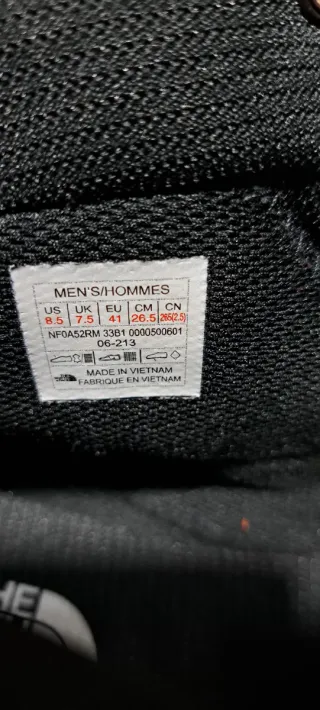 MEN'S/HOMMES
US UK EU CM CN
8.5 7.5 41 26.5 265(2.5)
NF0A52RM 33B1 0000500601
06-213
MADE IN VIETNAM
FABRIQUE EN VIETNAM
HE